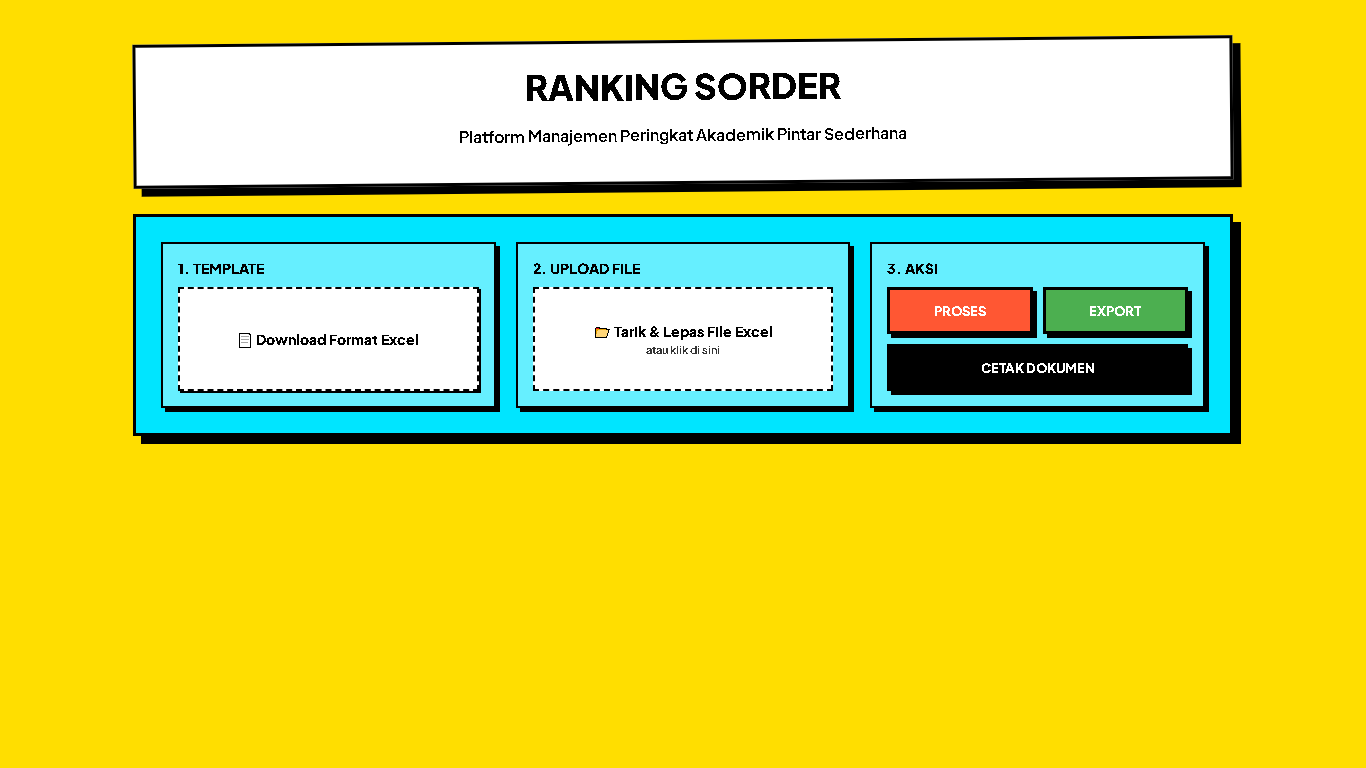 RANKING SORDER
Platform Manajemen Peringkat Akademik Pintar Sederhana
1. TEMPLATE
Download Format Excel
2. UPLOAD FILE
Tarik & Lepas File Excel
atau klik di sini
3. AKSI
PROSES
EXPORT
CETAK DOKUMEN